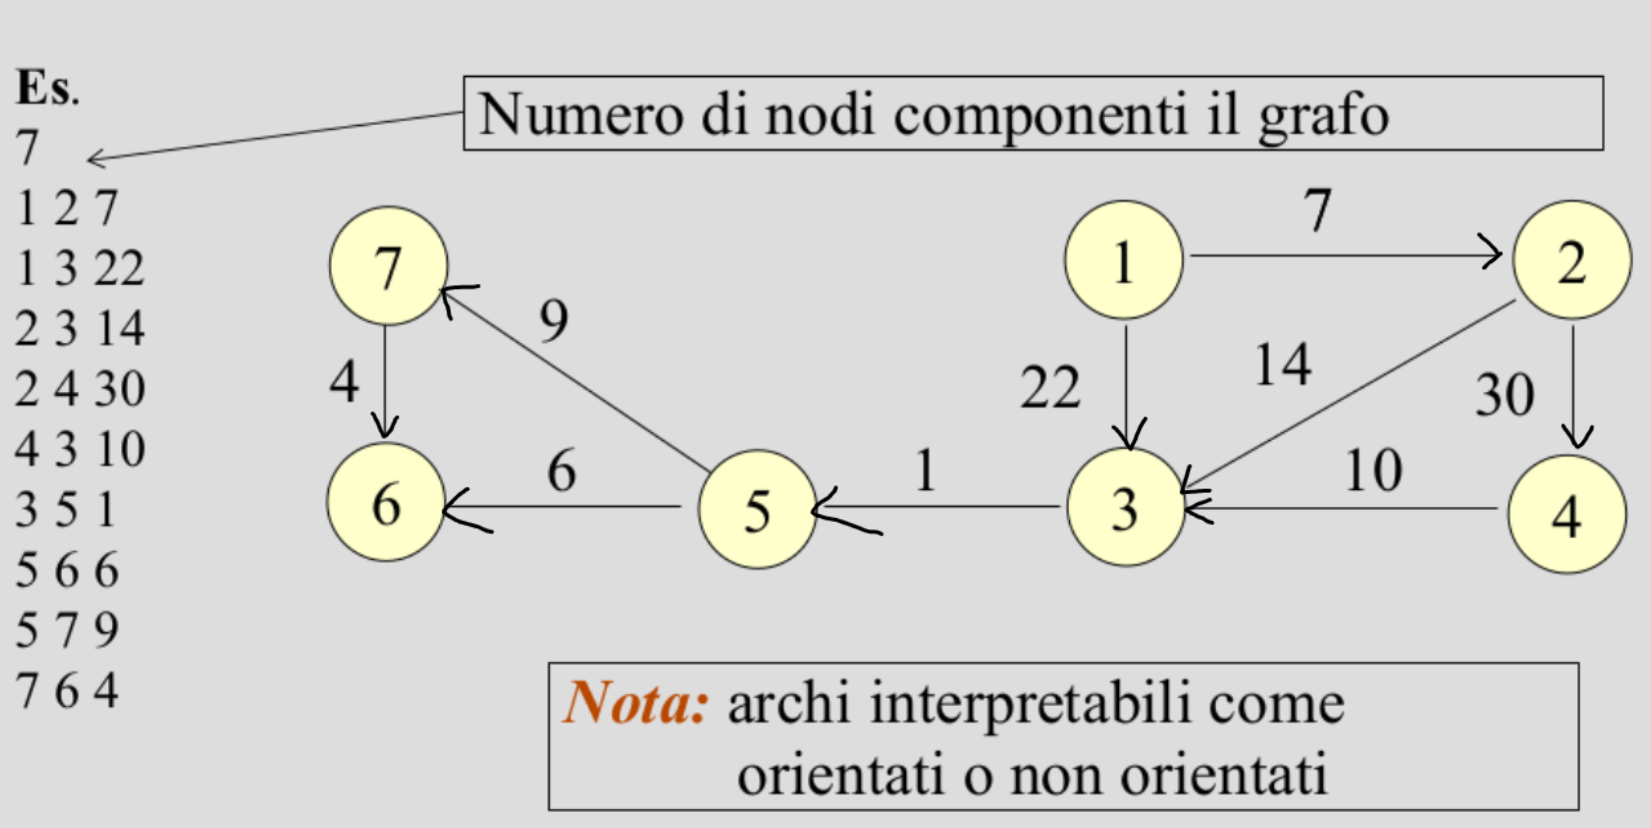 Es.
7
1 2 7
1 3 22
2 3 14
2 4 30
4 3 10
3 5 1
5 6 6
5 7 9
7 6 4
Numero di nodi componenti il grafo
7
1
7
2
9
4
22
14
30
6
6
5
1
3
10
4
Nota: archi interpretabili come
orientati o non orientati